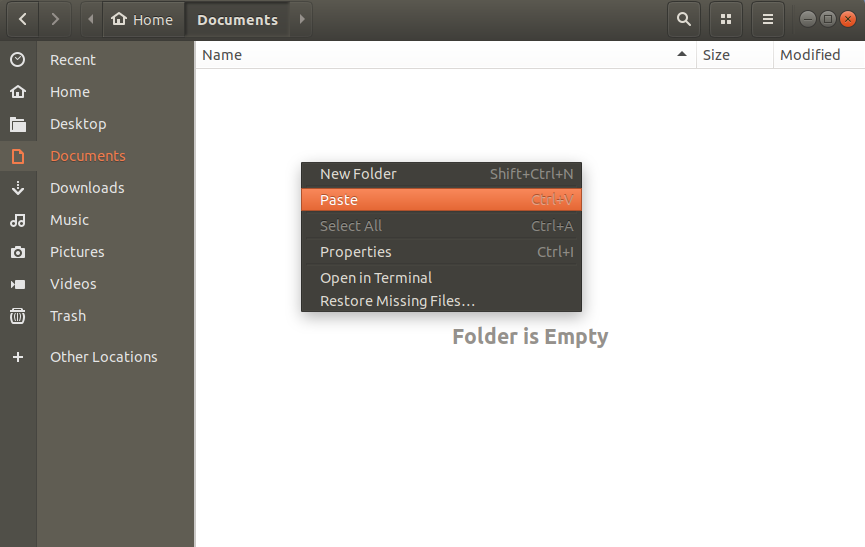 Home Documents
Name Size Modified
Recent
Home
Desktop
Documents
Downloads
Music
Pictures
Videos
Trash
Other Locations
New Folder Shift+Ctrl+N
Paste Ctrl+V
Select All Ctrl+A
Properties Ctrl+I
Open in Terminal
Restore Missing Files…
Folder is Empty